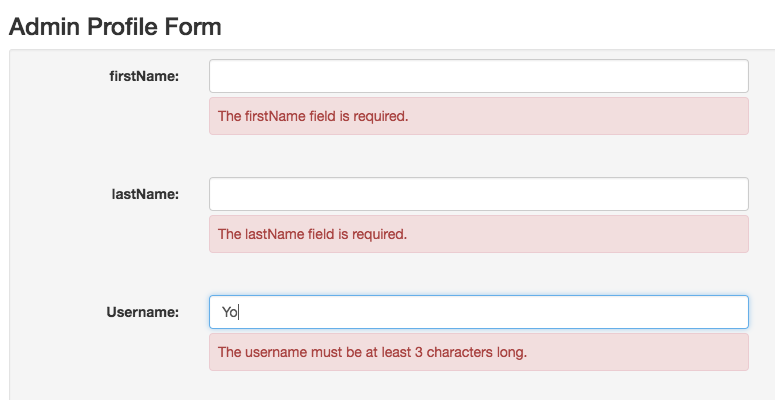 Admin Profile Form
firstName:
The firstName field is required.
lastName:
The lastName field is required.
Username: Yo
The username must be at least 3 characters long.